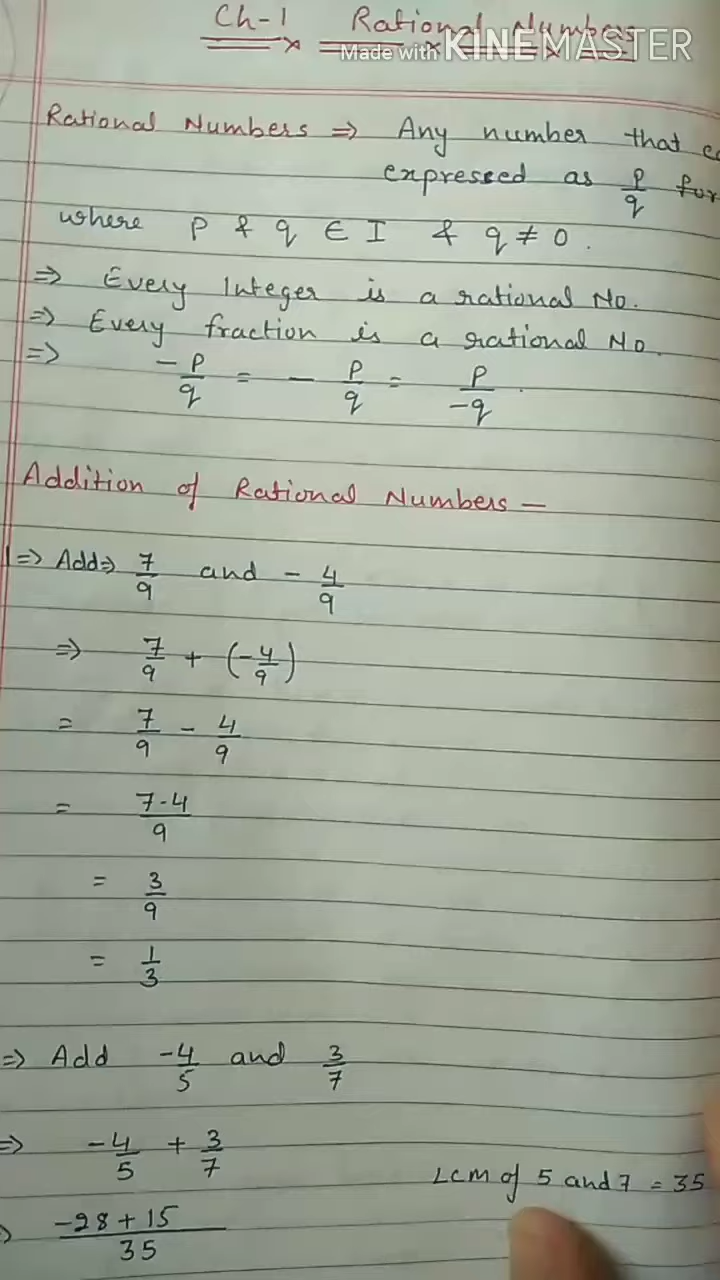 Ch-1 Rational Numbers
Made with KINEMASTER
Rational Numbers ⇒ Any number that
expressed as p/q for
where p & q ∈ I & q ≠ 0.
⇒ Every Integer is a rational No.
⇒ Every fraction is a rational No.
⇒ -p/q = - p/q = p/-q
Addition of Rational Numbers –
1⇒ Add⇒ 7/9 and - 4/9
⇒ 7/9 + (-4/9)
= 7/9 - 4/9
= 7-4/9
= 3/9
= 1/3
⇒ Add -4/5 and 3/7
⇒ -4/5 + 3/7
LCM of 5 and 7 = 35
⇒ -28+15/35